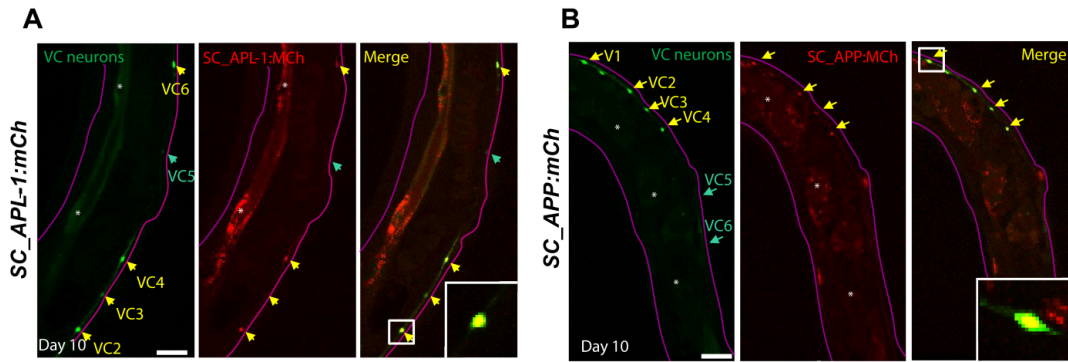 A
SC_APL-1:mCh
VC neurons
SC_APL-1:MCh
Merge
VC6
VC5
VC4
VC3
VC2
Day 10
*
*
*
*
B
SC_APP:mCh
V1
VC neurons
SC_APP:MCh
Merge
VC2
VC3
VC4
VC5
VC6
Day 10
*
*
*
*
*
*